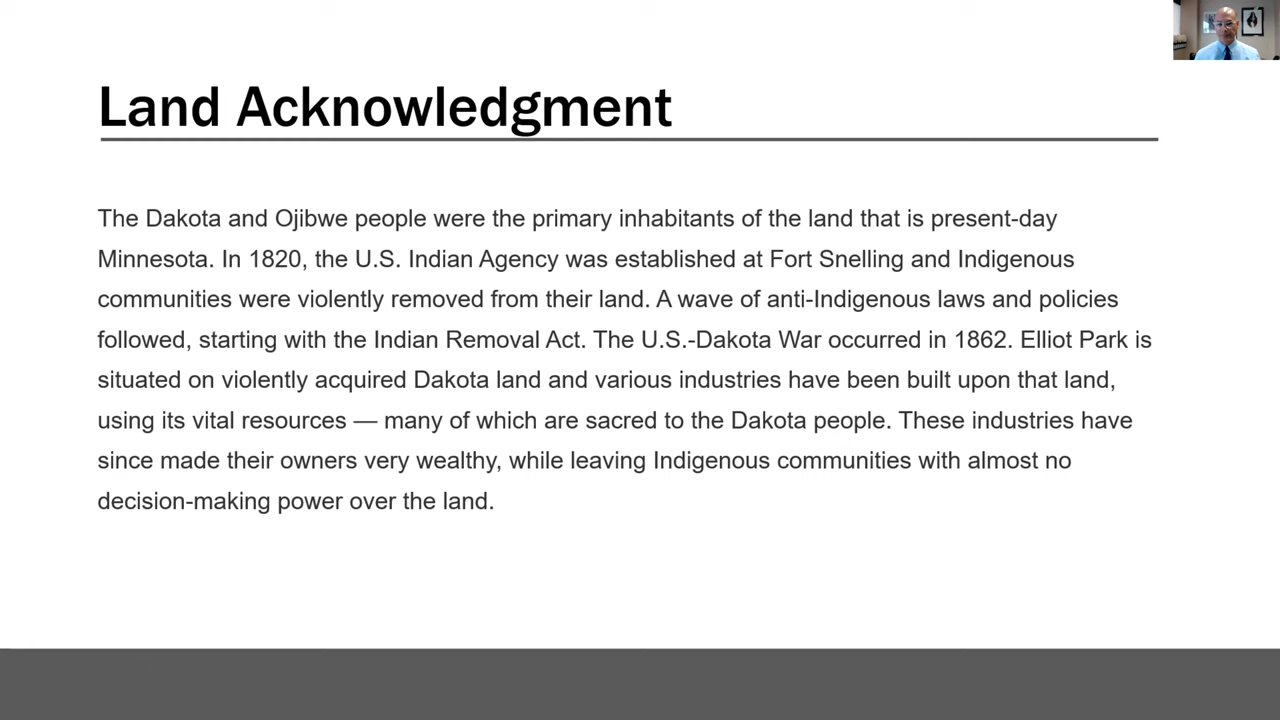 Land Acknowledgment
The Dakota and Ojibwe people were the primary inhabitants of the land that is present-day
Minnesota. In 1820, the U.S. Indian Agency was established at Fort Snelling and Indigenous
communities were violently removed from their land. A wave of anti-Indigenous laws and policies
followed, starting with the Indian Removal Act. The U.S.-Dakota War occurred in 1862. Elliot Park is
situated on violently acquired Dakota land and various industries have been built upon that land,
using its vital resources — many of which are sacred to the Dakota people. These industries have
since made their owners very wealthy, while leaving Indigenous communities with almost no
decision-making power over the land.